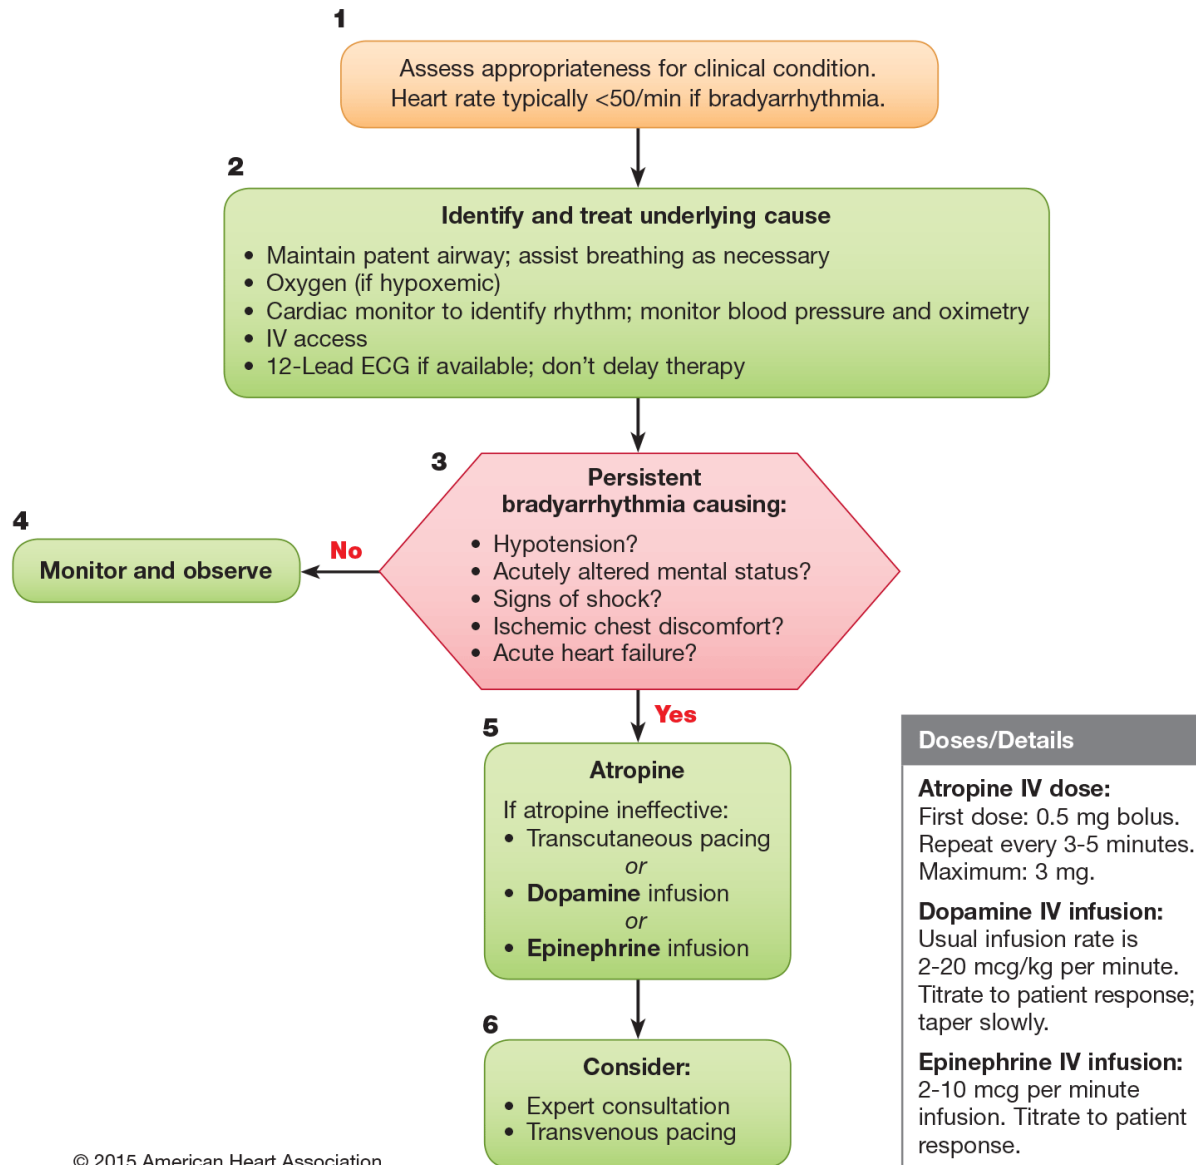 1
Assess appropriateness for clinical condition.
Heart rate typically <50/min if bradyarrhythmia.
2
Identify and treat underlying cause
• Maintain patent airway; assist breathing as necessary
• Oxygen (if hypoxemic)
• Cardiac monitor to identify rhythm; monitor blood pressure and oximetry
• IV access
• 12-Lead ECG if available; don’t delay therapy
3
Persistent
bradyarrhythmia causing:
• Hypotension?
• Acutely altered mental status?
• Signs of shock?
• Ischemic chest discomfort?
• Acute heart failure?
No
4
Monitor and observe
Yes
5
Atropine
If atropine ineffective:
• Transcutaneous pacing
or
• Dopamine infusion
or
• Epinephrine infusion
6
Consider:
• Expert consultation
• Transvenous pacing
Doses/Details
Atropine IV dose:
First dose: 0.5 mg bolus.
Repeat every 3-5 minutes.
Maximum: 3 mg.
Dopamine IV infusion:
Usual infusion rate is
2-20 mcg/kg per minute.
Titrate to patient response;
taper slowly.
Epinephrine IV infusion:
2-10 mcg per minute
infusion. Titrate to patient
response.
© 2015 American Heart Association